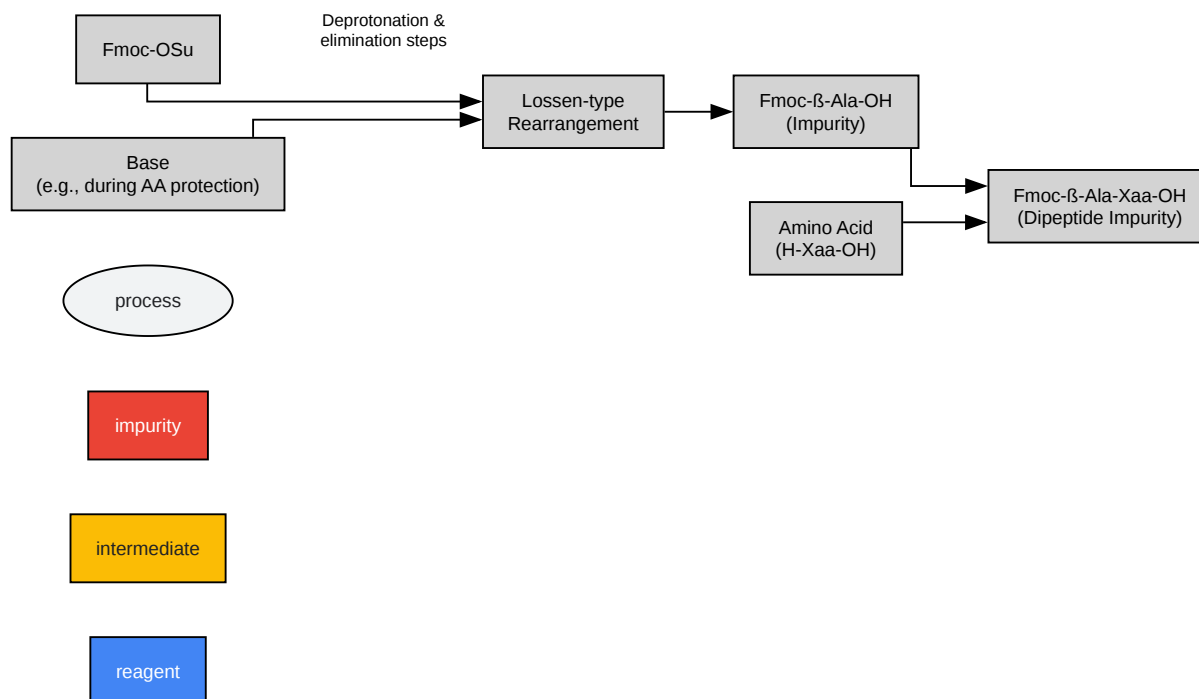 Deprotonation &
elimination steps
Fmoc-OSu
Lossen-type
Rearrangement
Fmoc-ß-Ala-OH
(Impurity)
Base
(e.g., during AA protection)
Fmoc-ß-Ala-Xaa-OH
(Dipeptide Impurity)
Amino Acid
(H-Xaa-OH)
process
impurity
intermediate
reagent